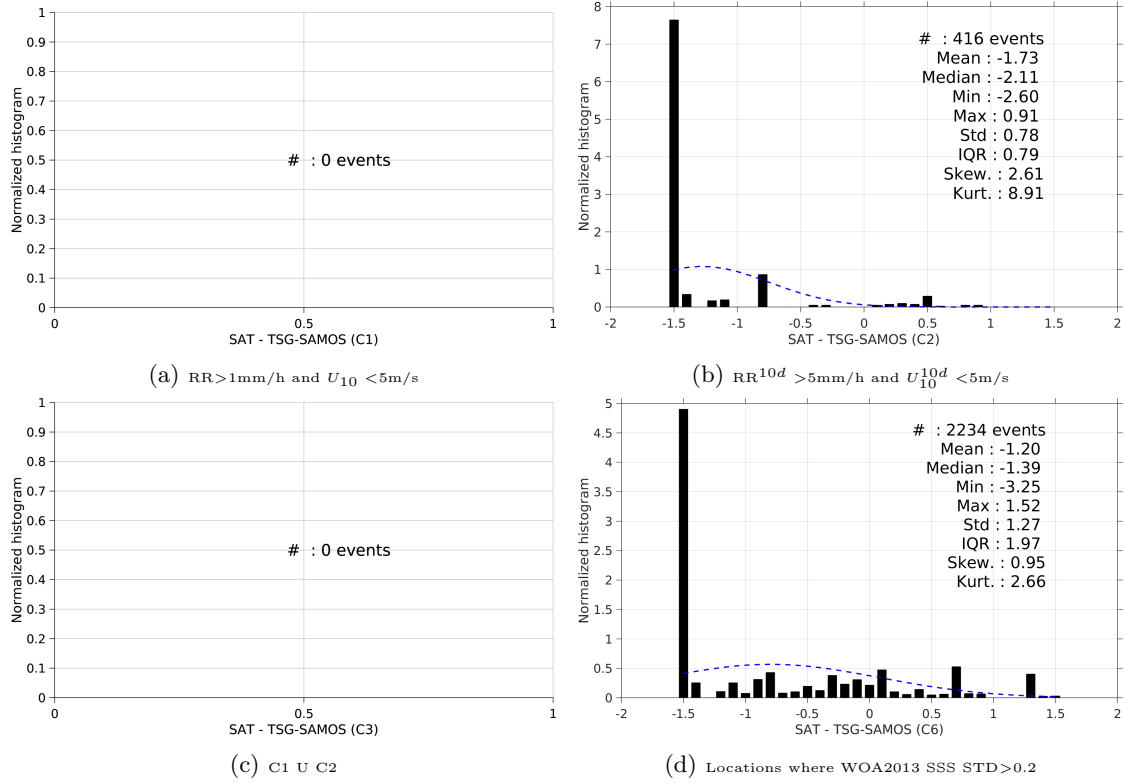 1
0.9
0.8
0.7
0.6
0.5
0.4
0.3
0.2
0.1
0
Normalized histogram
# : 0 events
0 0.5 1
SAT - TSG-SAMOS (C1)
(a) RR>1mm/h and U10 <5m/s
8
7
6
5
4
3
2
1
0
Normalized histogram
# : 416 events
Mean : -1.73
Median : -2.11
Min : -2.60
Max : 0.91
Std : 0.78
IQR : 0.79
Skew. : 2.61
Kurt. : 8.91
-2 -1.5 -1 -0.5 0 0.5 1 1.5 2
SAT - TSG-SAMOS (C2)
(b) RR^10d >5mm/h and U_10^10d <5m/s
1
0.9
0.8
0.7
0.6
0.5
0.4
0.3
0.2
0.1
0
Normalized histogram
# : 0 events
0 0.5 1
SAT - TSG-SAMOS (C3)
(c) C1 U C2
5
4.5
4
3.5
3
2.5
2
1.5
1
0.5
0
Normalized histogram
# : 2234 events
Mean : -1.20
Median : -1.39
Min : -3.25
Max : 1.52
Std : 1.27
IQR : 1.97
Skew. : 0.95
Kurt. : 2.66
-2 -1.5 -1 -0.5 0 0.5 1 1.5 2
SAT - TSG-SAMOS (C6)
(d) Locations where WOA2013 SSS STD>0.2